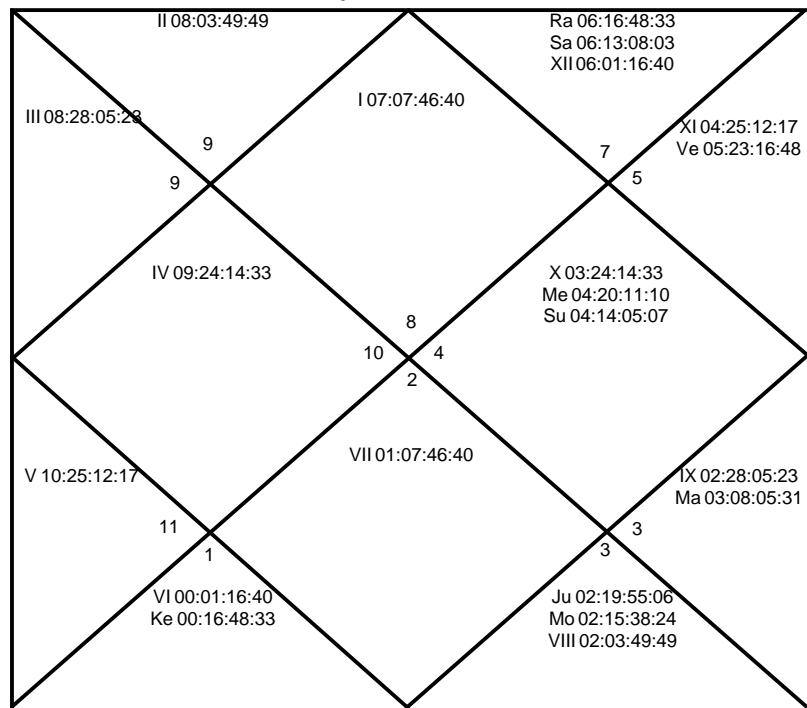 II 08:03:49:49
Ra 06:16:48:33
Sa 06:13:08:03
XII 06:01:16:40
I 07:07:46:40
III 08:28:05:23
XI 04:25:12:17
Ve 05:23:16:48
9
7
9
5
IV 09:24:14:33
X 03:24:14:33
Me 04:20:11:10
Su 04:14:05:07
8
10
4
2
VII 01:07:46:40
V 10:25:12:17
IX 02:28:05:23
Ma 03:08:05:31
11
3
1
3
VI 00:01:16:40
Ke 00:16:48:33
Ju 02:19:55:06
Mo 02:15:38:24
VIII 02:03:49:49